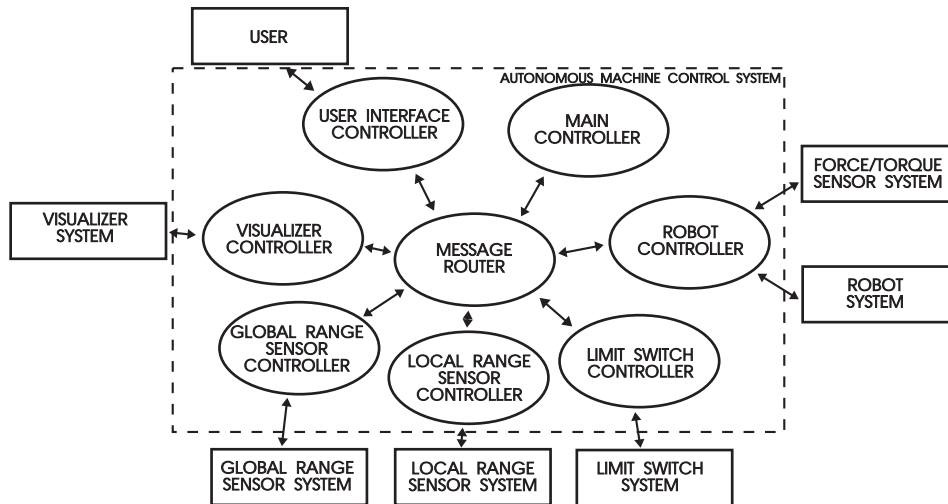 USER
AUTONOMOUS MACHINE CONTROL SYSTEM
USER INTERFACE
CONTROLLER
MAIN
CONTROLLER
FORCE/TORQUE
SENSOR SYSTEM
VISUALIZER
SYSTEM
VISUALIZER
CONTROLLER
MESSAGE
ROUTER
ROBOT
CONTROLLER
ROBOT
SYSTEM
GLOBAL RANGE
SENSOR
CONTROLLER
LOCAL RANGE
SENSOR
CONTROLLER
LIMIT SWITCH
CONTROLLER
GLOBAL RANGE
SENSOR SYSTEM
LOCAL RANGE
SENSOR SYSTEM
LIMIT SWITCH
SYSTEM